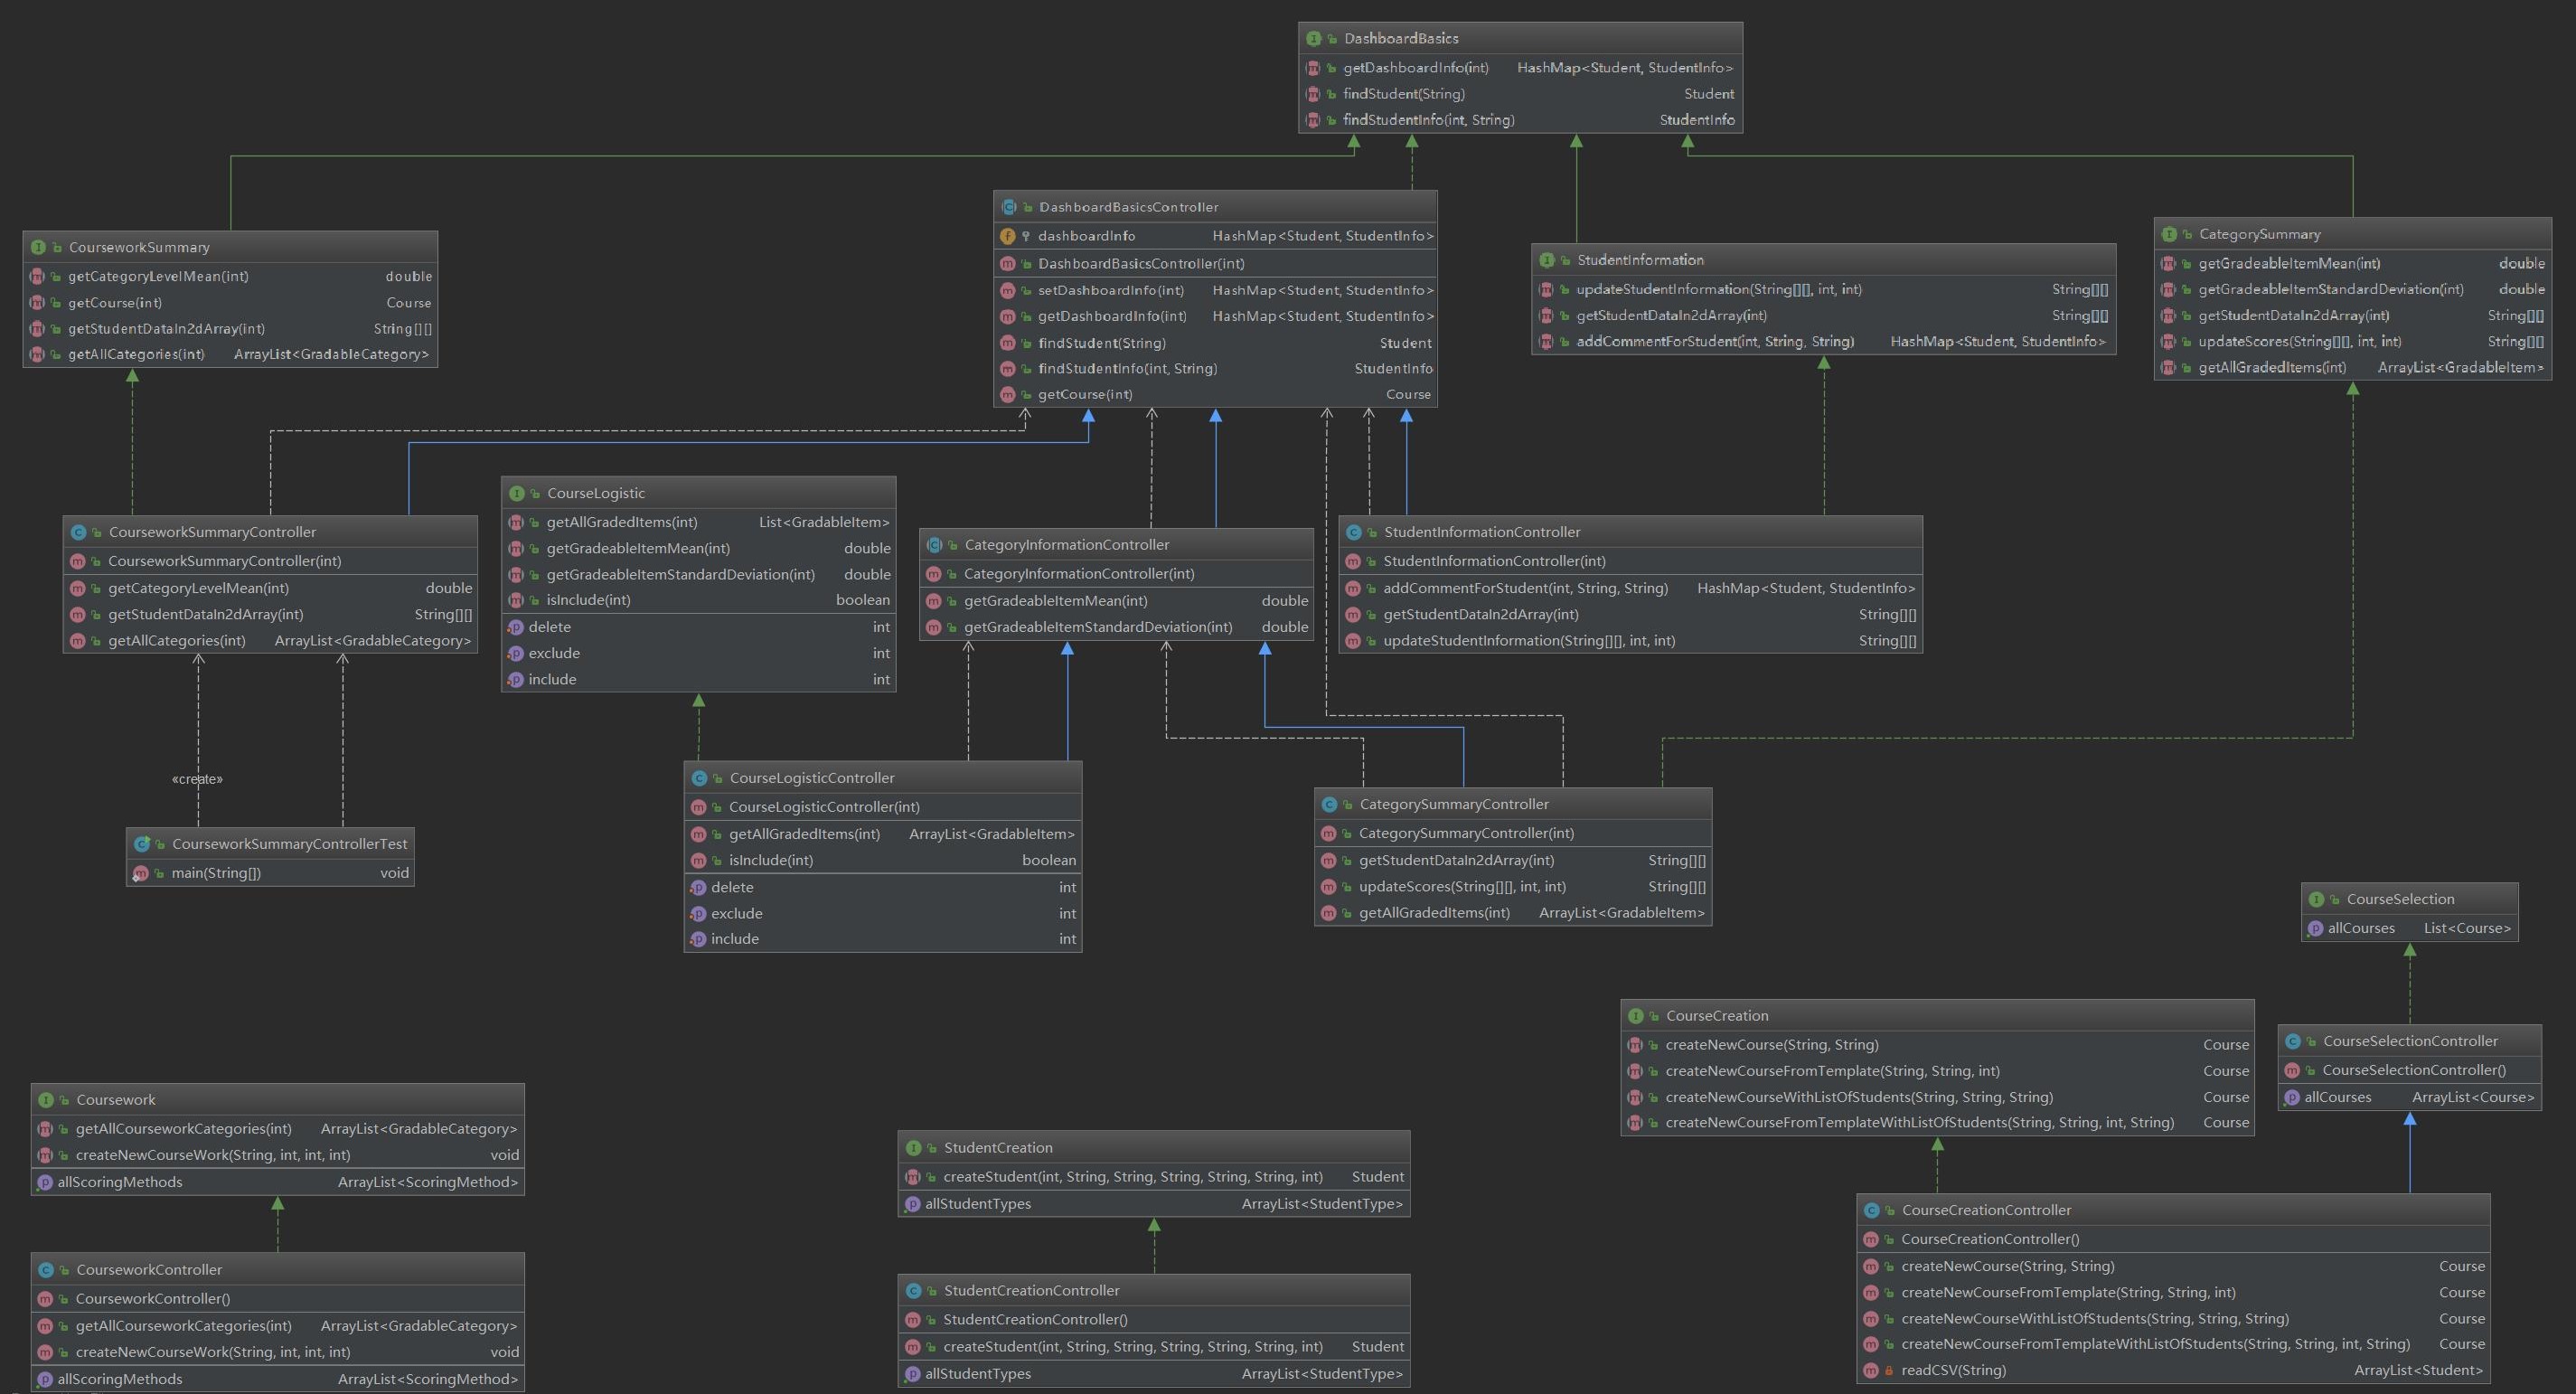 DashboardBasics
getDashboardInfo(int) HashMap<Student, StudentInfo>
findStudent(String) Student
findStudentInfo(int, String) StudentInfo
DashboardBasicsController
dashboardInfo HashMap<Student, StudentInfo>
DashboardBasicsController(int)
setDashboardInfo(int) HashMap<Student, StudentInfo>
getDashboardInfo(int) HashMap<Student, StudentInfo>
findStudent(String) Student
findStudentInfo(int, String) StudentInfo
getCourse(int) Course
CourseworkSummary
getCategoryLevelMean(int) double
getCourse(int) Course
getStudentDataIn2dArray(int) String[][]
getAllCategories(int) ArrayList<GradableCategory>
StudentInformation
updateStudentInformation(String[][], int, int) String[][]
getStudentDataIn2dArray(int) String[][]
addCommentForStudent(int, String, String) HashMap<Student, StudentInfo>
CategorySummary
getGradeableItemMean(int) double
getGradeableItemStandardDeviation(int) double
getStudentDataIn2dArray(int) String[][]
updateScores(String[][], int, int) String[][]
getAllGradedItems(int) ArrayList<GradableItem>
CourseworkSummaryController
CourseworkSummaryController(int)
getCategoryLevelMean(int) double
getStudentDataIn2dArray(int) String[][]
getAllCategories(int) ArrayList<GradableCategory>
CourseLogistic
getAllGradedItems(int) List<GradableItem>
getGradeableItemMean(int) double
getGradeableItemStandardDeviation(int) double
isInclude(int) boolean
delete int
exclude int
include int
CategoryInformationController
CategoryInformationController(int)
getGradeableItemMean(int) double
getGradeableItemStandardDeviation(int) double
StudentInformationController
StudentInformationController(int)
addCommentForStudent(int, String, String) HashMap<Student, StudentInfo>
getStudentDataIn2dArray(int) String[][]
updateStudentInformation(String[][], int, int) String[][]
«create»
CourseworkSummaryControllerTest
main(String[]) void
CourseLogisticController
CourseLogisticController(int)
getAllGradedItems(int) ArrayList<GradableItem>
isInclude(int) boolean
delete int
exclude int
include int
CategorySummaryController
CategorySummaryController(int)
getStudentDataIn2dArray(int) String[][]
updateScores(String[][], int, int) String[][]
getAllGradedItems(int) ArrayList<GradableItem>
CourseSelection
allCourses List<Course>
CourseCreation
createNewCourse(String, String) Course
createNewCourseFromTemplate(String, String, int) Course
createNewCourseWithListOfStudents(String, String, String) Course
createNewCourseFromTemplateWithListOfStudents(String, String, int, String) Course
CourseSelectionController
CourseSelectionController()
allCourses ArrayList<Course>
Coursework
getAllCourseworkCategories(int) ArrayList<GradableCategory>
createNewCourseWork(String, int, int, int) void
allScoringMethods ArrayList<ScoringMethod>
StudentCreation
createStudent(int, String, String, String, String, String, int) Student
allStudentTypes ArrayList<StudentType>
CourseworkController
CourseworkController()
getAllCourseworkCategories(int) ArrayList<GradableCategory>
createNewCourseWork(String, int, int, int) void
allScoringMethods ArrayList<ScoringMethod>
StudentCreationController
StudentCreationController()
createStudent(int, String, String, String, String, String, int) Student
allStudentTypes ArrayList<StudentType>
CourseCreationController
CourseCreationController()
createNewCourse(String, String) Course
createNewCourseFromTemplate(String, String, int) Course
createNewCourseWithListOfStudents(String, String, String) Course
createNewCourseFromTemplateWithListOfStudents(String, String, int, String) Course
readCSV(String) ArrayList<Student>